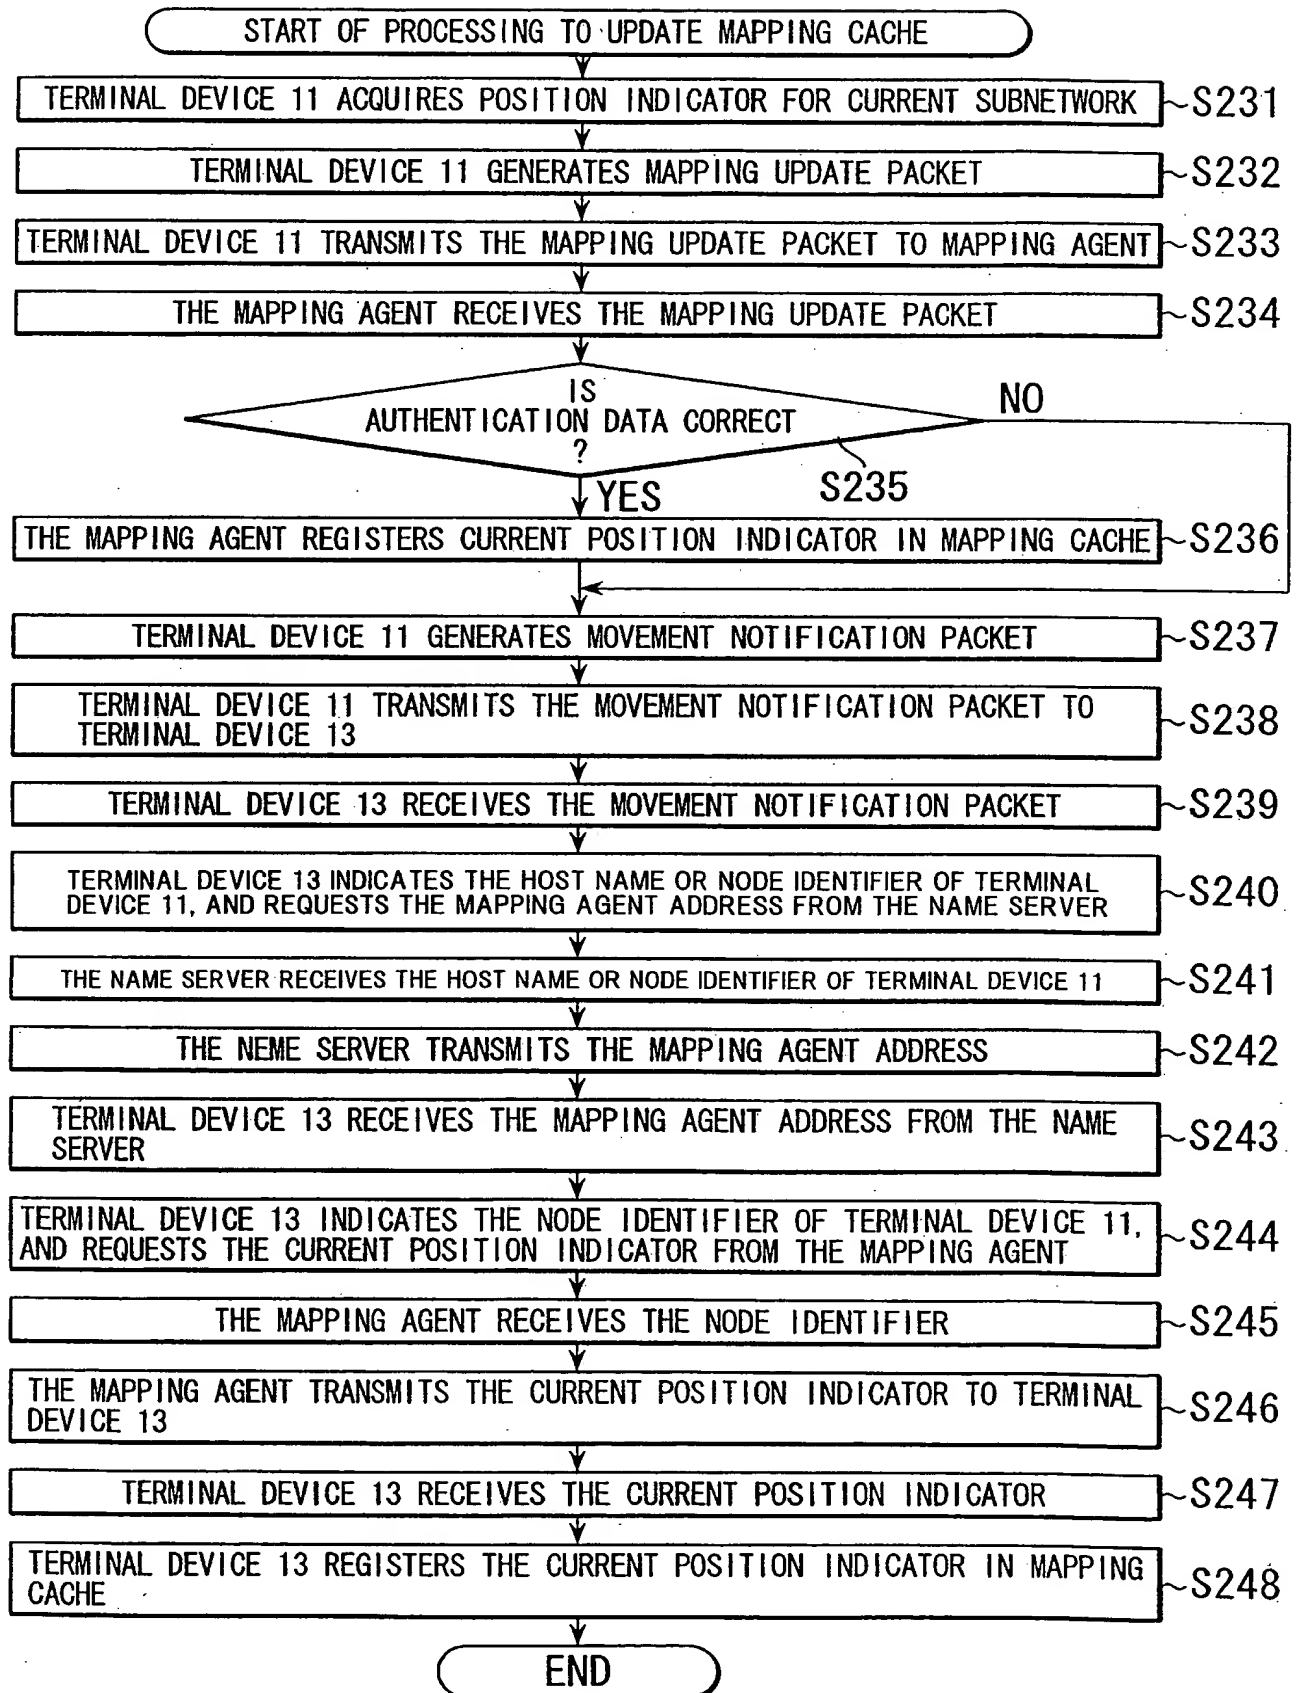 START OF PROCESSING TO UPDATE MAPPING CACHE
TERMINAL DEVICE 11 ACQUIRES POSITION INDICATOR FOR CURRENT SUBNETWORK
S231
TERMINAL DEVICE 11 GENERATES MAPPING UPDATE PACKET
S232
TERMINAL DEVICE 11 TRANSMITS THE MAPPING UPDATE PACKET TO MAPPING AGENT
S233
THE MAPPING AGENT RECEIVES THE MAPPING UPDATE PACKET
S234
IS
AUTHENTICATION DATA CORRECT
?
NO
S235
YES
THE MAPPING AGENT REGISTERS CURRENT POSITION INDICATOR IN MAPPING CACHE
S236
TERMINAL DEVICE 11 GENERATES MOVEMENT NOTIFICATION PACKET
S237
TERMINAL DEVICE 11 TRANSMITS THE MOVEMENT NOTIFICATION PACKET TO
TERMINAL DEVICE 13
S238
TERMINAL DEVICE 13 RECEIVES THE MOVEMENT NOTIFICATION PACKET
S239
TERMINAL DEVICE 13 INDICATES THE HOST NAME OR NODE IDENTIFIER OF TERMINAL
DEVICE 11, AND REQUESTS THE MAPPING AGENT ADDRESS FROM THE NAME SERVER
S240
THE NAME SERVER RECEIVES THE HOST NAME OR NODE IDENTIFIER OF TERMINAL DEVICE 11
S241
THE NEME SERVER TRANSMITS THE MAPPING AGENT ADDRESS
S242
TERMINAL DEVICE 13 RECEIVES THE MAPPING AGENT ADDRESS FROM THE NAME
SERVER
S243
TERMINAL DEVICE 13 INDICATES THE NODE IDENTIFIER OF TERMINAL DEVICE 11,
AND REQUESTS THE CURRENT POSITION INDICATOR FROM THE MAPPING AGENT
S244
THE MAPPING AGENT RECEIVES THE NODE IDENTIFIER
S245
THE MAPPING AGENT TRANSMITS THE CURRENT POSITION INDICATOR TO TERMINAL
DEVICE 13
S246
TERMINAL DEVICE 13 RECEIVES THE CURRENT POSITION INDICATOR
S247
TERMINAL DEVICE 13 REGISTERS THE CURRENT POSITION INDICATOR IN MAPPING
CACHE
S248
END